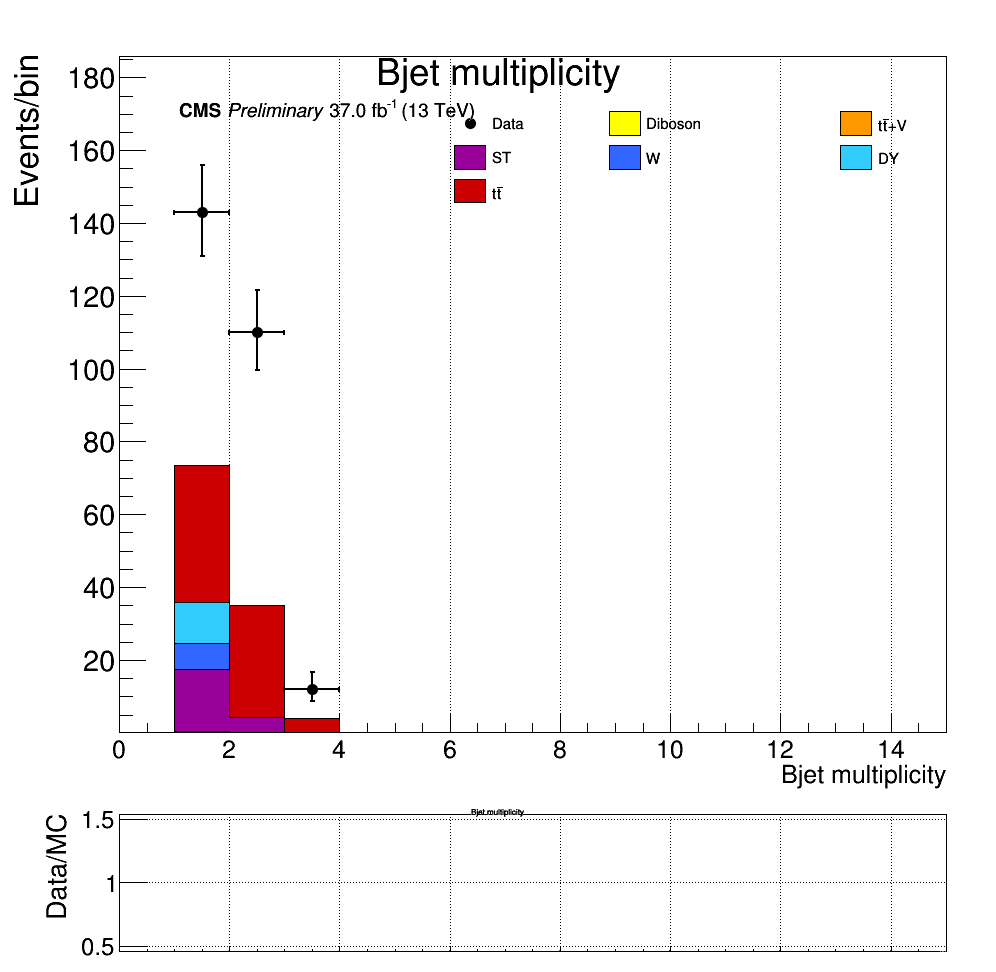 Bjet multiplicity
CMS Preliminary 37.0 fb⁻¹ (13 TeV)
Data
Diboson
tt̄+V
ST
W
DY
tt̄
Events/bin
180
160
140
120
100
80
60
40
20
0 2 4 6 8 10 12 14
Bjet multiplicity
Bjet multiplicity
Data/MC
1.5
1
0.5